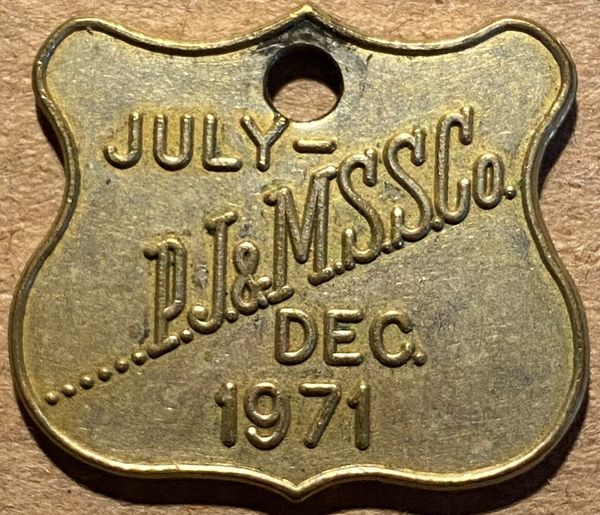 JULY –
......P.J.&M.S.S.Co.
DEC.
1971